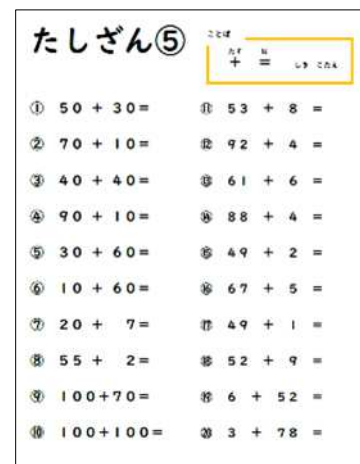 たしざん⑤
ことば
たす は
+ = しき こたえ
① 50 + 30=
② 70 + 10=
③ 40 + 40=
④ 90 + 10=
⑤ 30 + 60=
⑥ 10 + 60=
⑦ 20 + 7=
⑧ 55 + 2=
⑨ 100+70=
⑩ 100+100=
⑪ 53 + 8 =
⑫ 92 + 4 =
⑬ 61 + 6 =
⑭ 88 + 4 =
⑮ 49 + 2 =
⑯ 67 + 5 =
⑰ 49 + 1 =
⑱ 52 + 9 =
⑲ 6 + 52 =
⑳ 3 + 78 =